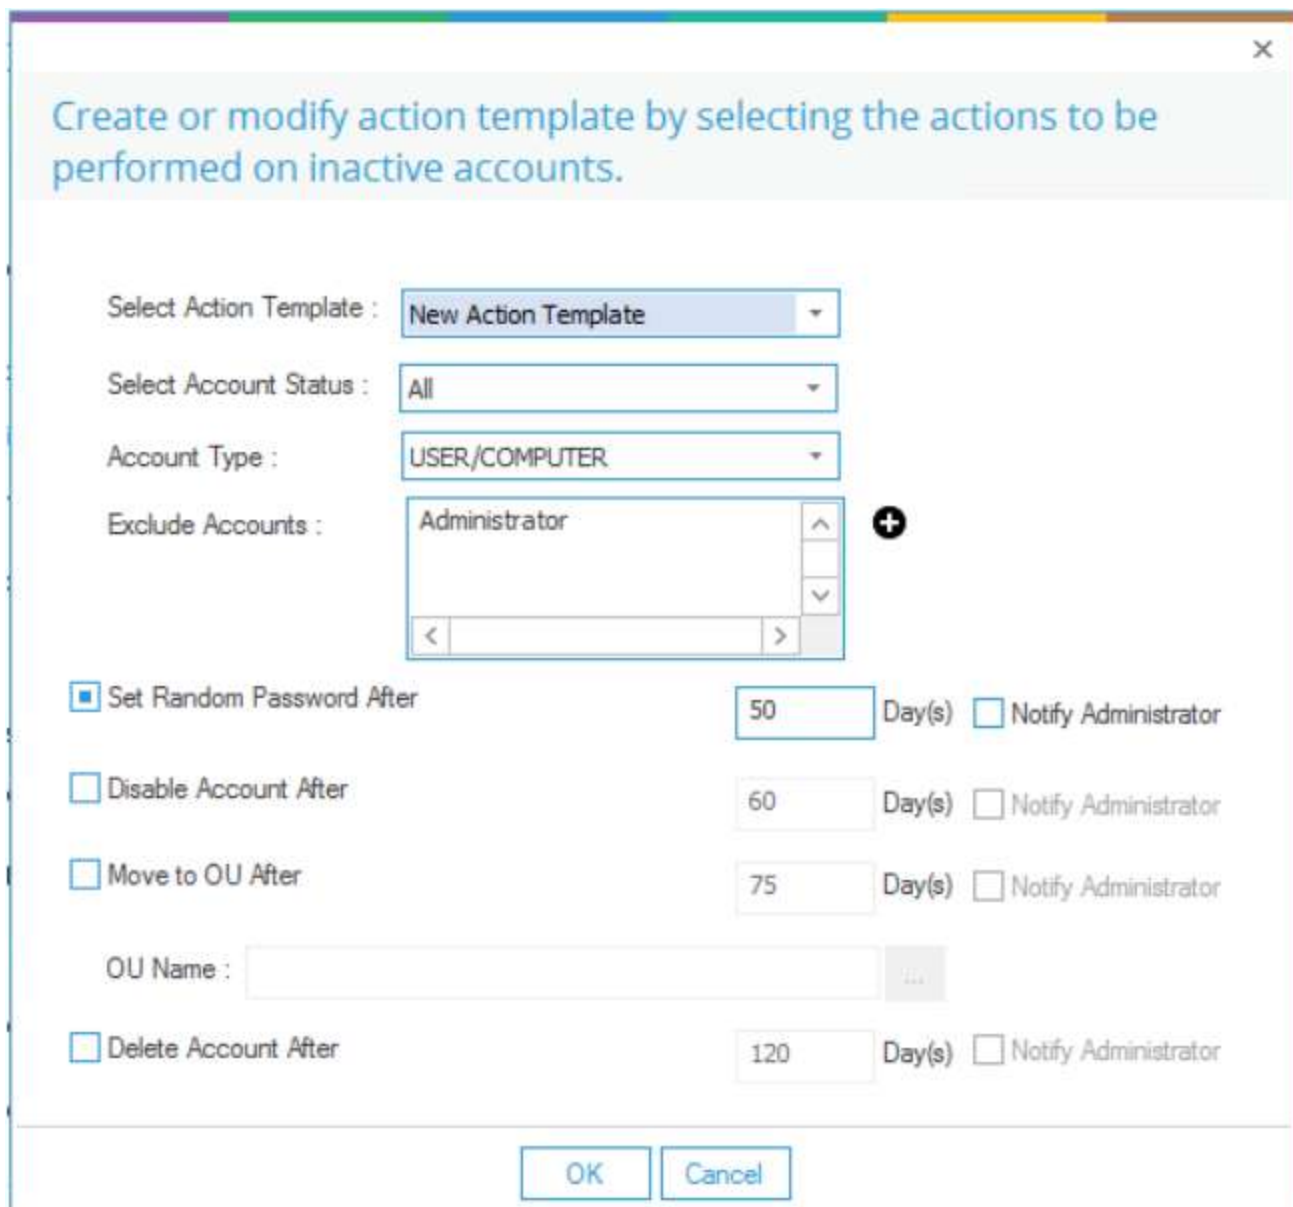 Create or modify action template by selecting the actions to be
performed on inactive accounts.
Select Action Template : New Action Template
Select Account Status : All
Account Type : USER/COMPUTER
Exclude Accounts : Administrator
Set Random Password After 50 Day(s) Notify Administrator
Disable Account After 60 Day(s) Notify Administrator
Move to OU After 75 Day(s) Notify Administrator
OU Name : ...
Delete Account After 120 Day(s) Notify Administrator
OK Cancel